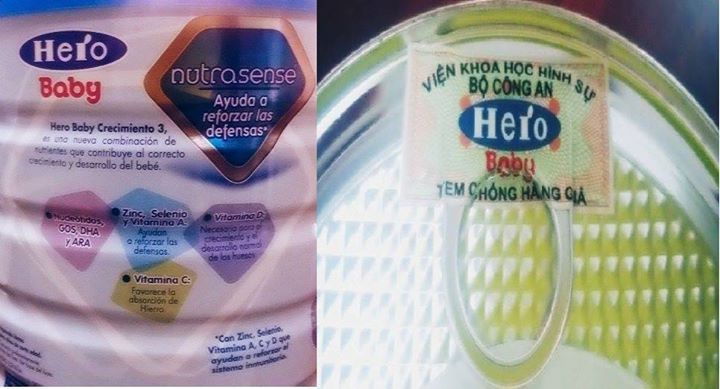 Hero
Baby
nutrasense
Ayuda a
reforzar las
defensas*
Hero Baby Crecimiento 3,
es una nueva combinación de
nutrientes que contribuye al correcto
crecimiento y desarrollo del bebé.
Nucleótidos,
GOS, DHA
y ARA
Zinc, Selenio
y Vitamina A:
Ayudan
a reforzar las
defensas.
Vitamina D:
Necesaria para el
crecimiento y el
desarrollo normal
de los huesos.
Vitamina C:
Favorece la
absorción de
Hierro.
*Con Zinc, Selenio,
Vitamina A, C y D que
ayudan a reforzar el
sistema inmunitario.
VIỆN KHOA HỌC HÌNH SỰ
BỘ CÔNG AN
Hero
Baby
TEM CHỐNG HÀNG GIẢ